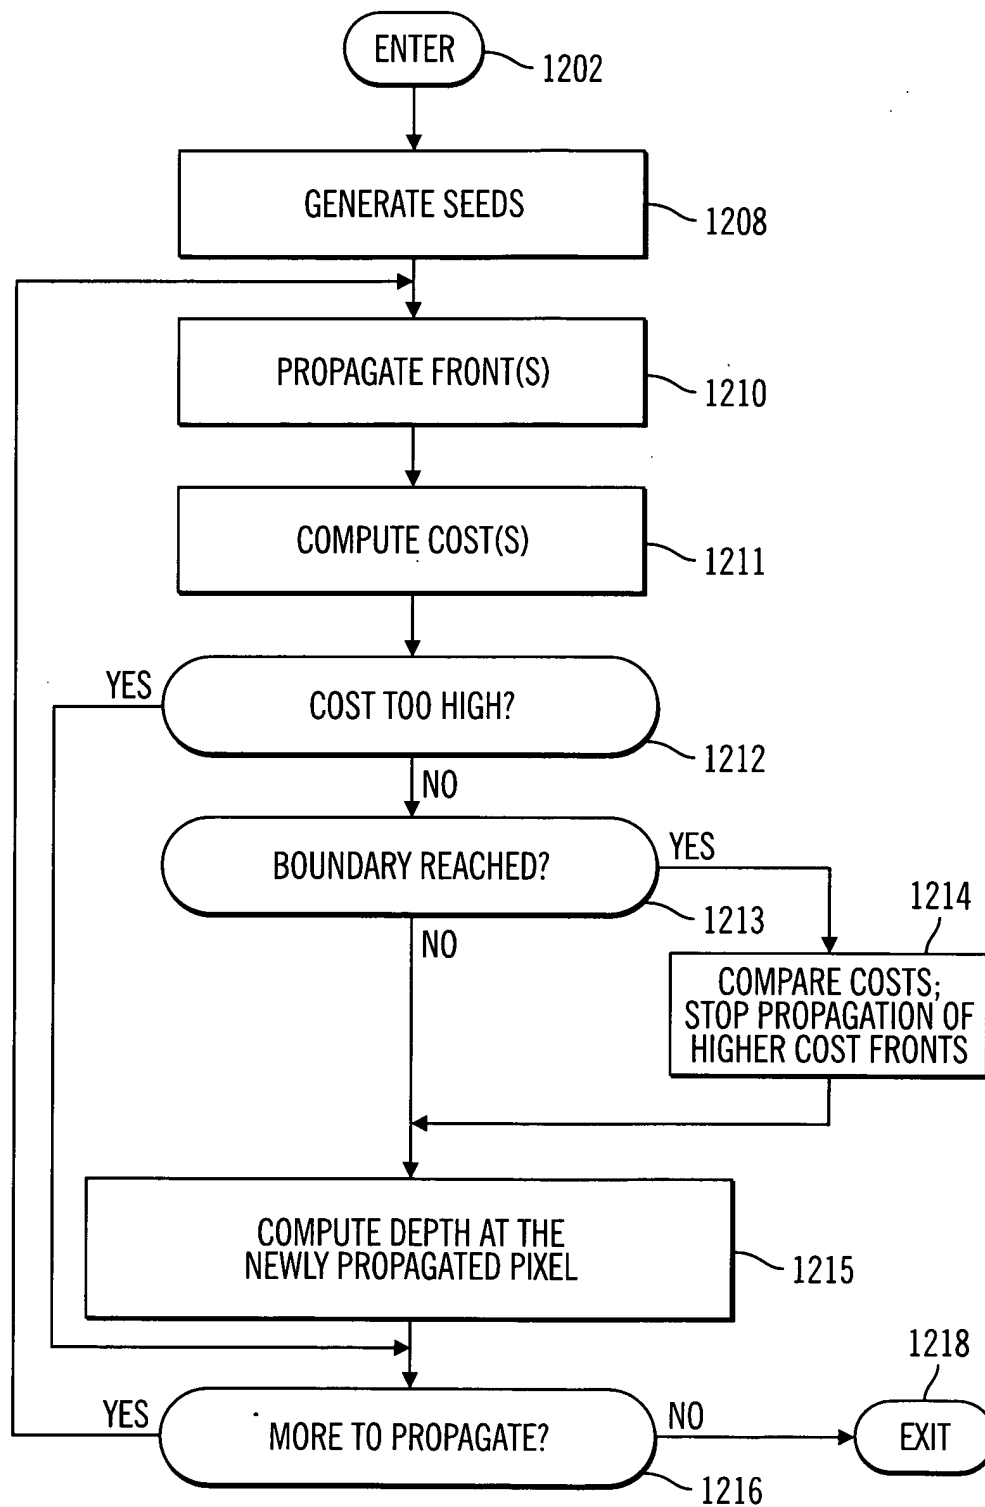 ENTER
1202
GENERATE SEEDS
1208
PROPAGATE FRONT(S)
1210
COMPUTE COST(S)
1211
YES
COST TOO HIGH?
1212
NO
BOUNDARY REACHED?
YES
1213
NO
1214
COMPARE COSTS;
STOP PROPAGATION OF
HIGHER COST FRONTS
COMPUTE DEPTH AT THE
NEWLY PROPAGATED PIXEL
1215
1218
YES
MORE TO PROPAGATE?
NO
EXIT
1216